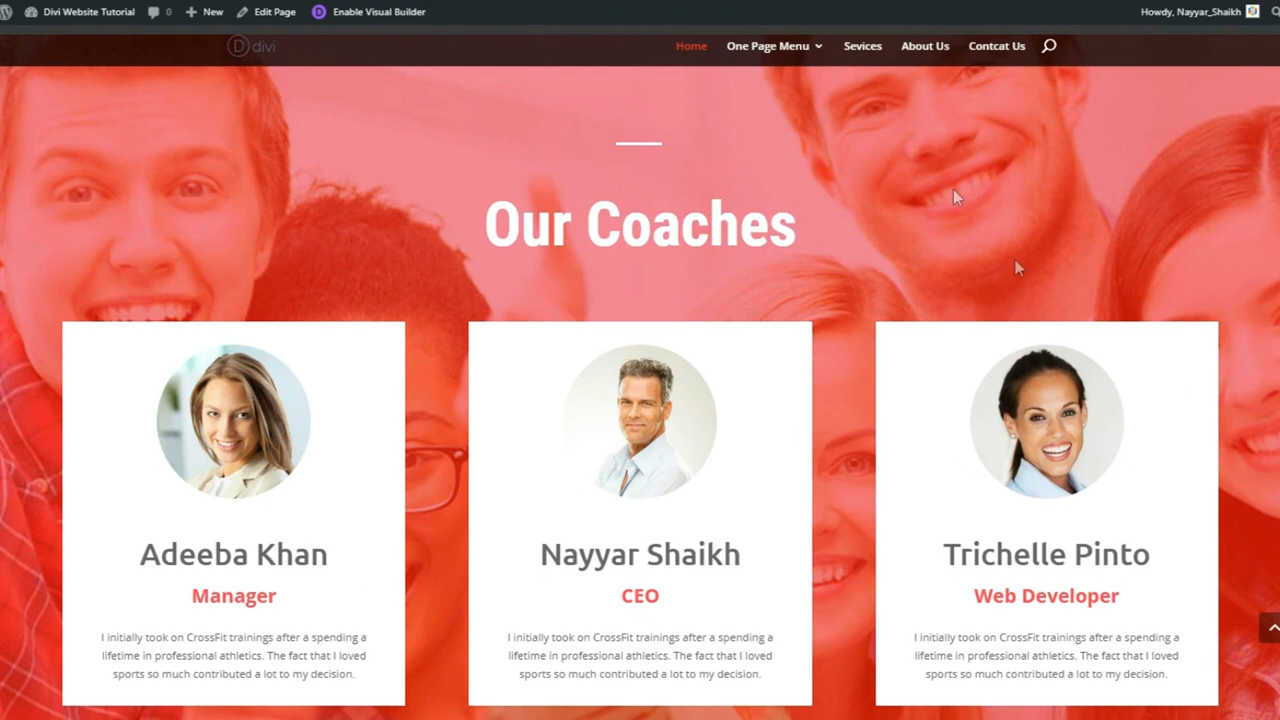 Divi Website Tutorial 0 New Edit Page Enable Visual Builder Howdy, Nayyar_Shaikh
D divi Home One Page Menu Sevices About Us Contcat Us
Our Coaches
Adeeba Khan
Manager
I initially took on CrossFit trainings after a spending a
lifetime in professional athletics. The fact that I loved
sports so much contributed a lot to my decision.
Nayyar Shaikh
CEO
I initially took on CrossFit trainings after a spending a
lifetime in professional athletics. The fact that I loved
sports so much contributed a lot to my decision.
Trichelle Pinto
Web Developer
I initially took on CrossFit trainings after a spending a
lifetime in professional athletics. The fact that I loved
sports so much contributed a lot to my decision.